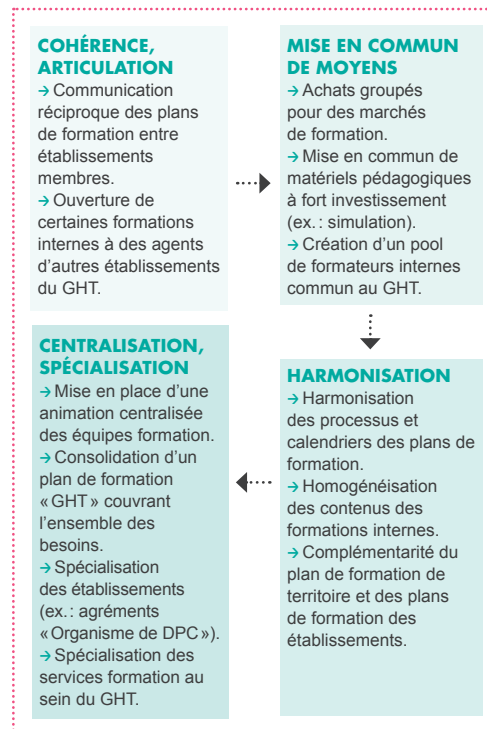 COHÉRENCE,
ARTICULATION
→ Communication
réciproque des plans
de formation entre
établissements
membres.
→ Ouverture de
certaines formations
internes à des agents
d’autres établissements
du GHT.
MISE EN COMMUN
DE MOYENS
→ Achats groupés
pour des marchés
de formation.
→ Mise en commun de
matériels pédagogiques
à fort investissement
(ex. : simulation).
→ Création d’un pool
de formateurs internes
commun au GHT.
HARMONISATION
→ Harmonisation
des processus et
calendriers des plans de
formation.
→ Homogénéisation
des contenus des
formations internes.
→ Complémentarité du
plan de formation de
territoire et des plans
de formation des
établissements.
CENTRALISATION,
SPÉCIALISATION
→ Mise en place d’une
animation centralisée
des équipes formation.
→ Consolidation d’un
plan de formation
« GHT » couvrant
l’ensemble des
besoins.
→ Spécialisation
des établissements
(ex. : agréments
« Organisme de DPC »).
→ Spécialisation des
services formation au
sein du GHT.